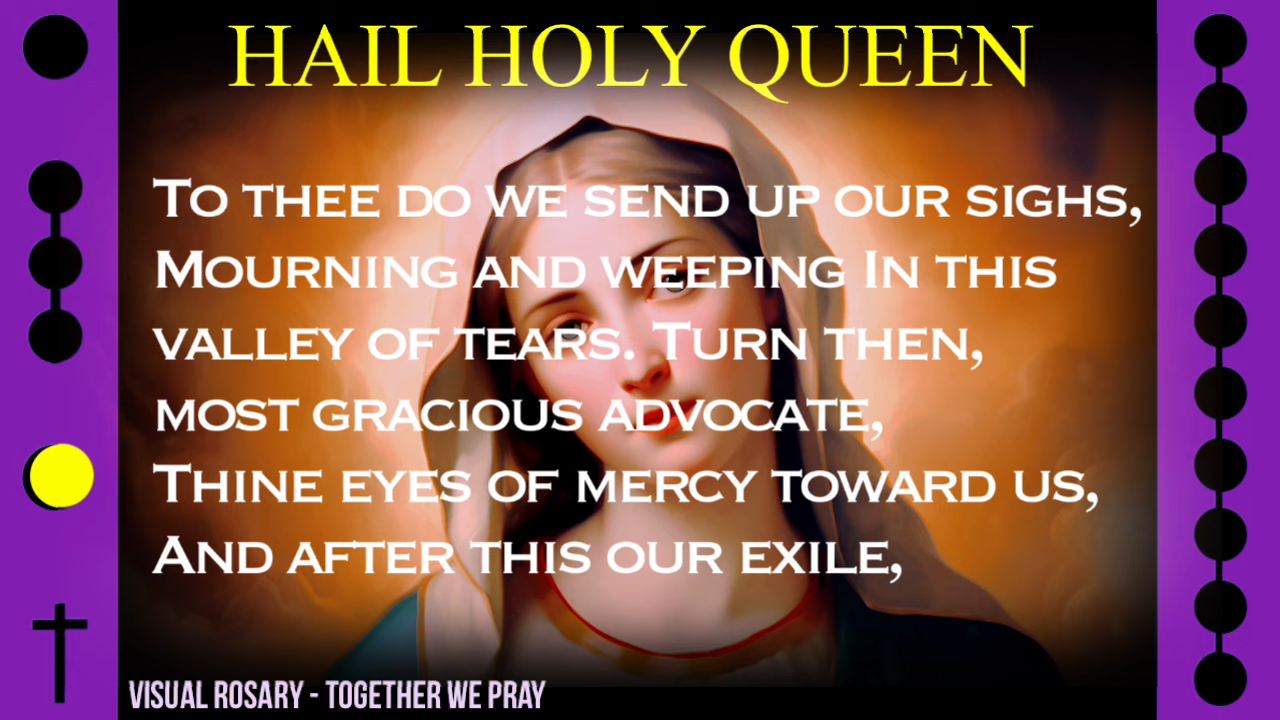 HAIL HOLY QUEEN
To thee do we send up our sighs,
Mourning and weeping In this
valley of tears. Turn then,
most gracious advocate,
Thine eyes of mercy toward us,
And after this our exile,
VISUAL ROSARY - TOGETHER WE PRAY